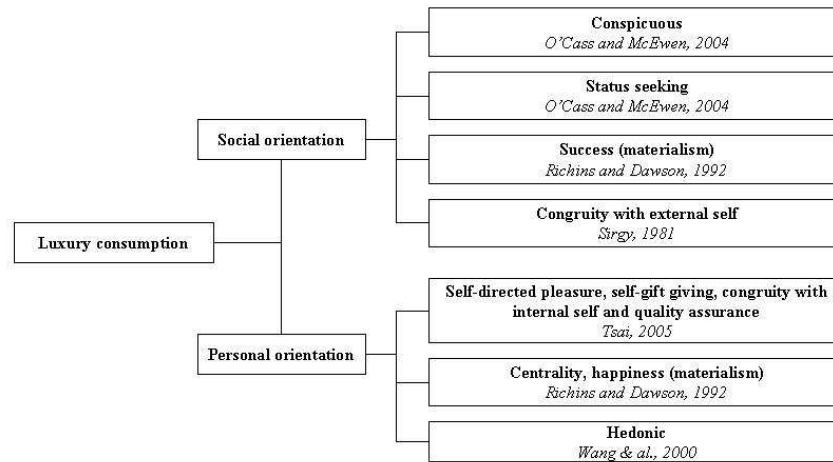 Conspicuous
O'Cass and McEwen, 2004
Status seeking
O'Cass and McEwen, 2004
Social orientation
Success (materialism)
Richins and Dawson, 1992
Congruity with external self
Sirgy, 1981
Luxury consumption
Self-directed pleasure, self-gift giving, congruity with
internal self and quality assurance
Tsai, 2005
Personal orientation
Centrality, happiness (materialism)
Richins and Dawson, 1992
Hedonic
Wang & al., 2000